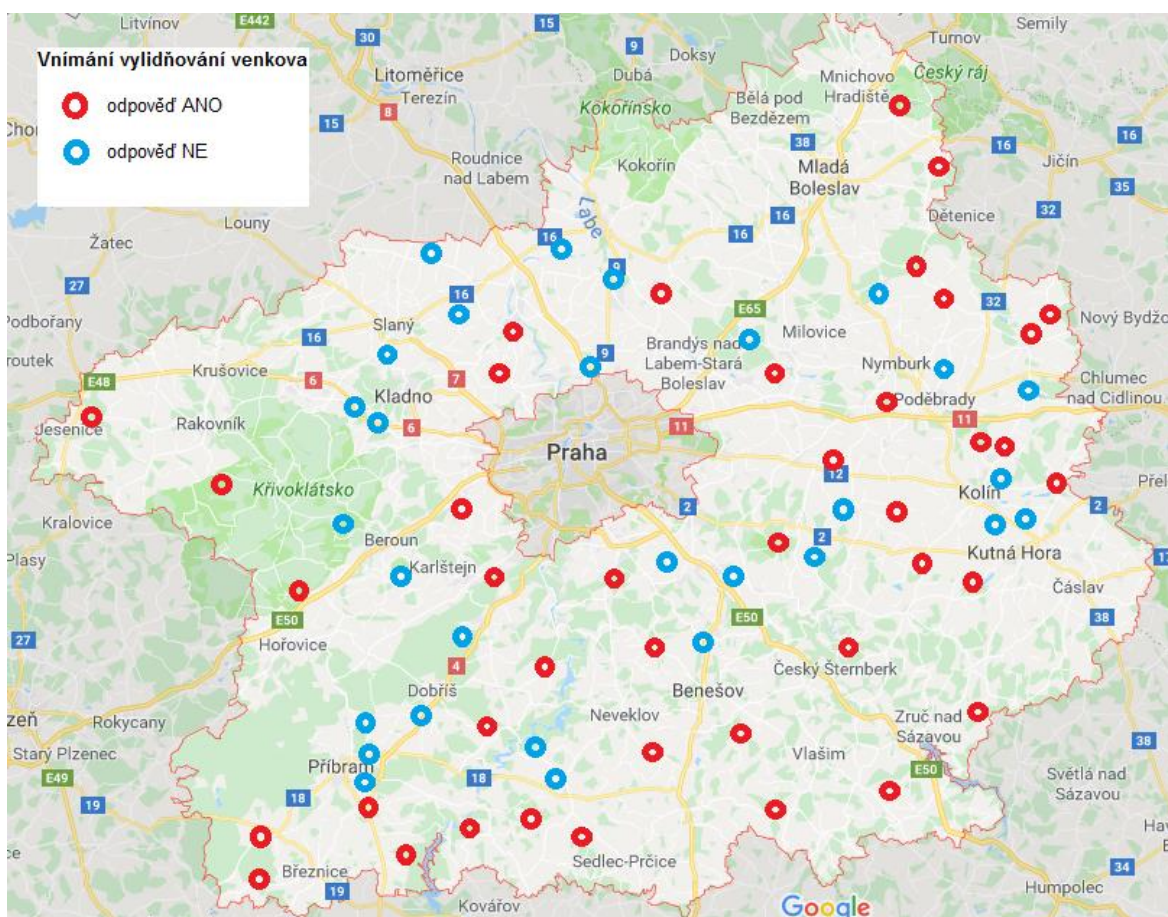 Vnímání vylidňování venkova
odpověď ANO
odpověď NE
Litvínov
E442
15
Semily
30
9
Turnov
Doksy
Litoměřice
Terezín
Dubá
Mnichovo
Hradiště
Český ráj
8
Kokořínsko
Bělá pod
Bezdězem
15
16
38
16
Roudnice
nad Labem
Kokořín
Mladá
Boleslav
Jičín
35
Louny
Labe
16
32
Dětenice
Žatec
16
16
9
27
16
E65
32
Podbořany
Slaný
Milovice
Nový Bydžo
16
Brandýs nad
Labem-Stará
Boleslav
routek
Krušovice
9
Nymburk
E48
6
7
Kladno
Chlumec
nad Cidlinou
Jesenice
Rakovník
6
11
Poděbrady
11
Praha
12
Křivoklátsko
Kolín
Přel
Kralovice
2
2
Beroun
2
Plasy
Kutná Hora
Karlštejn
Čáslav
E50
E50
38
27
Hořovice
4
Český Šternberk
Dobříš
Benešov
zeň
Rokycany
Neveklov
Zruč nad
Sázavou
Starý Plzenec
Vlašim
38
Příbram
E49
18
E50
Světlá nad
Sázavou
19
18
Březnice
Sedlec-Prčice
34
19
Kovářov
Google
Humpolec